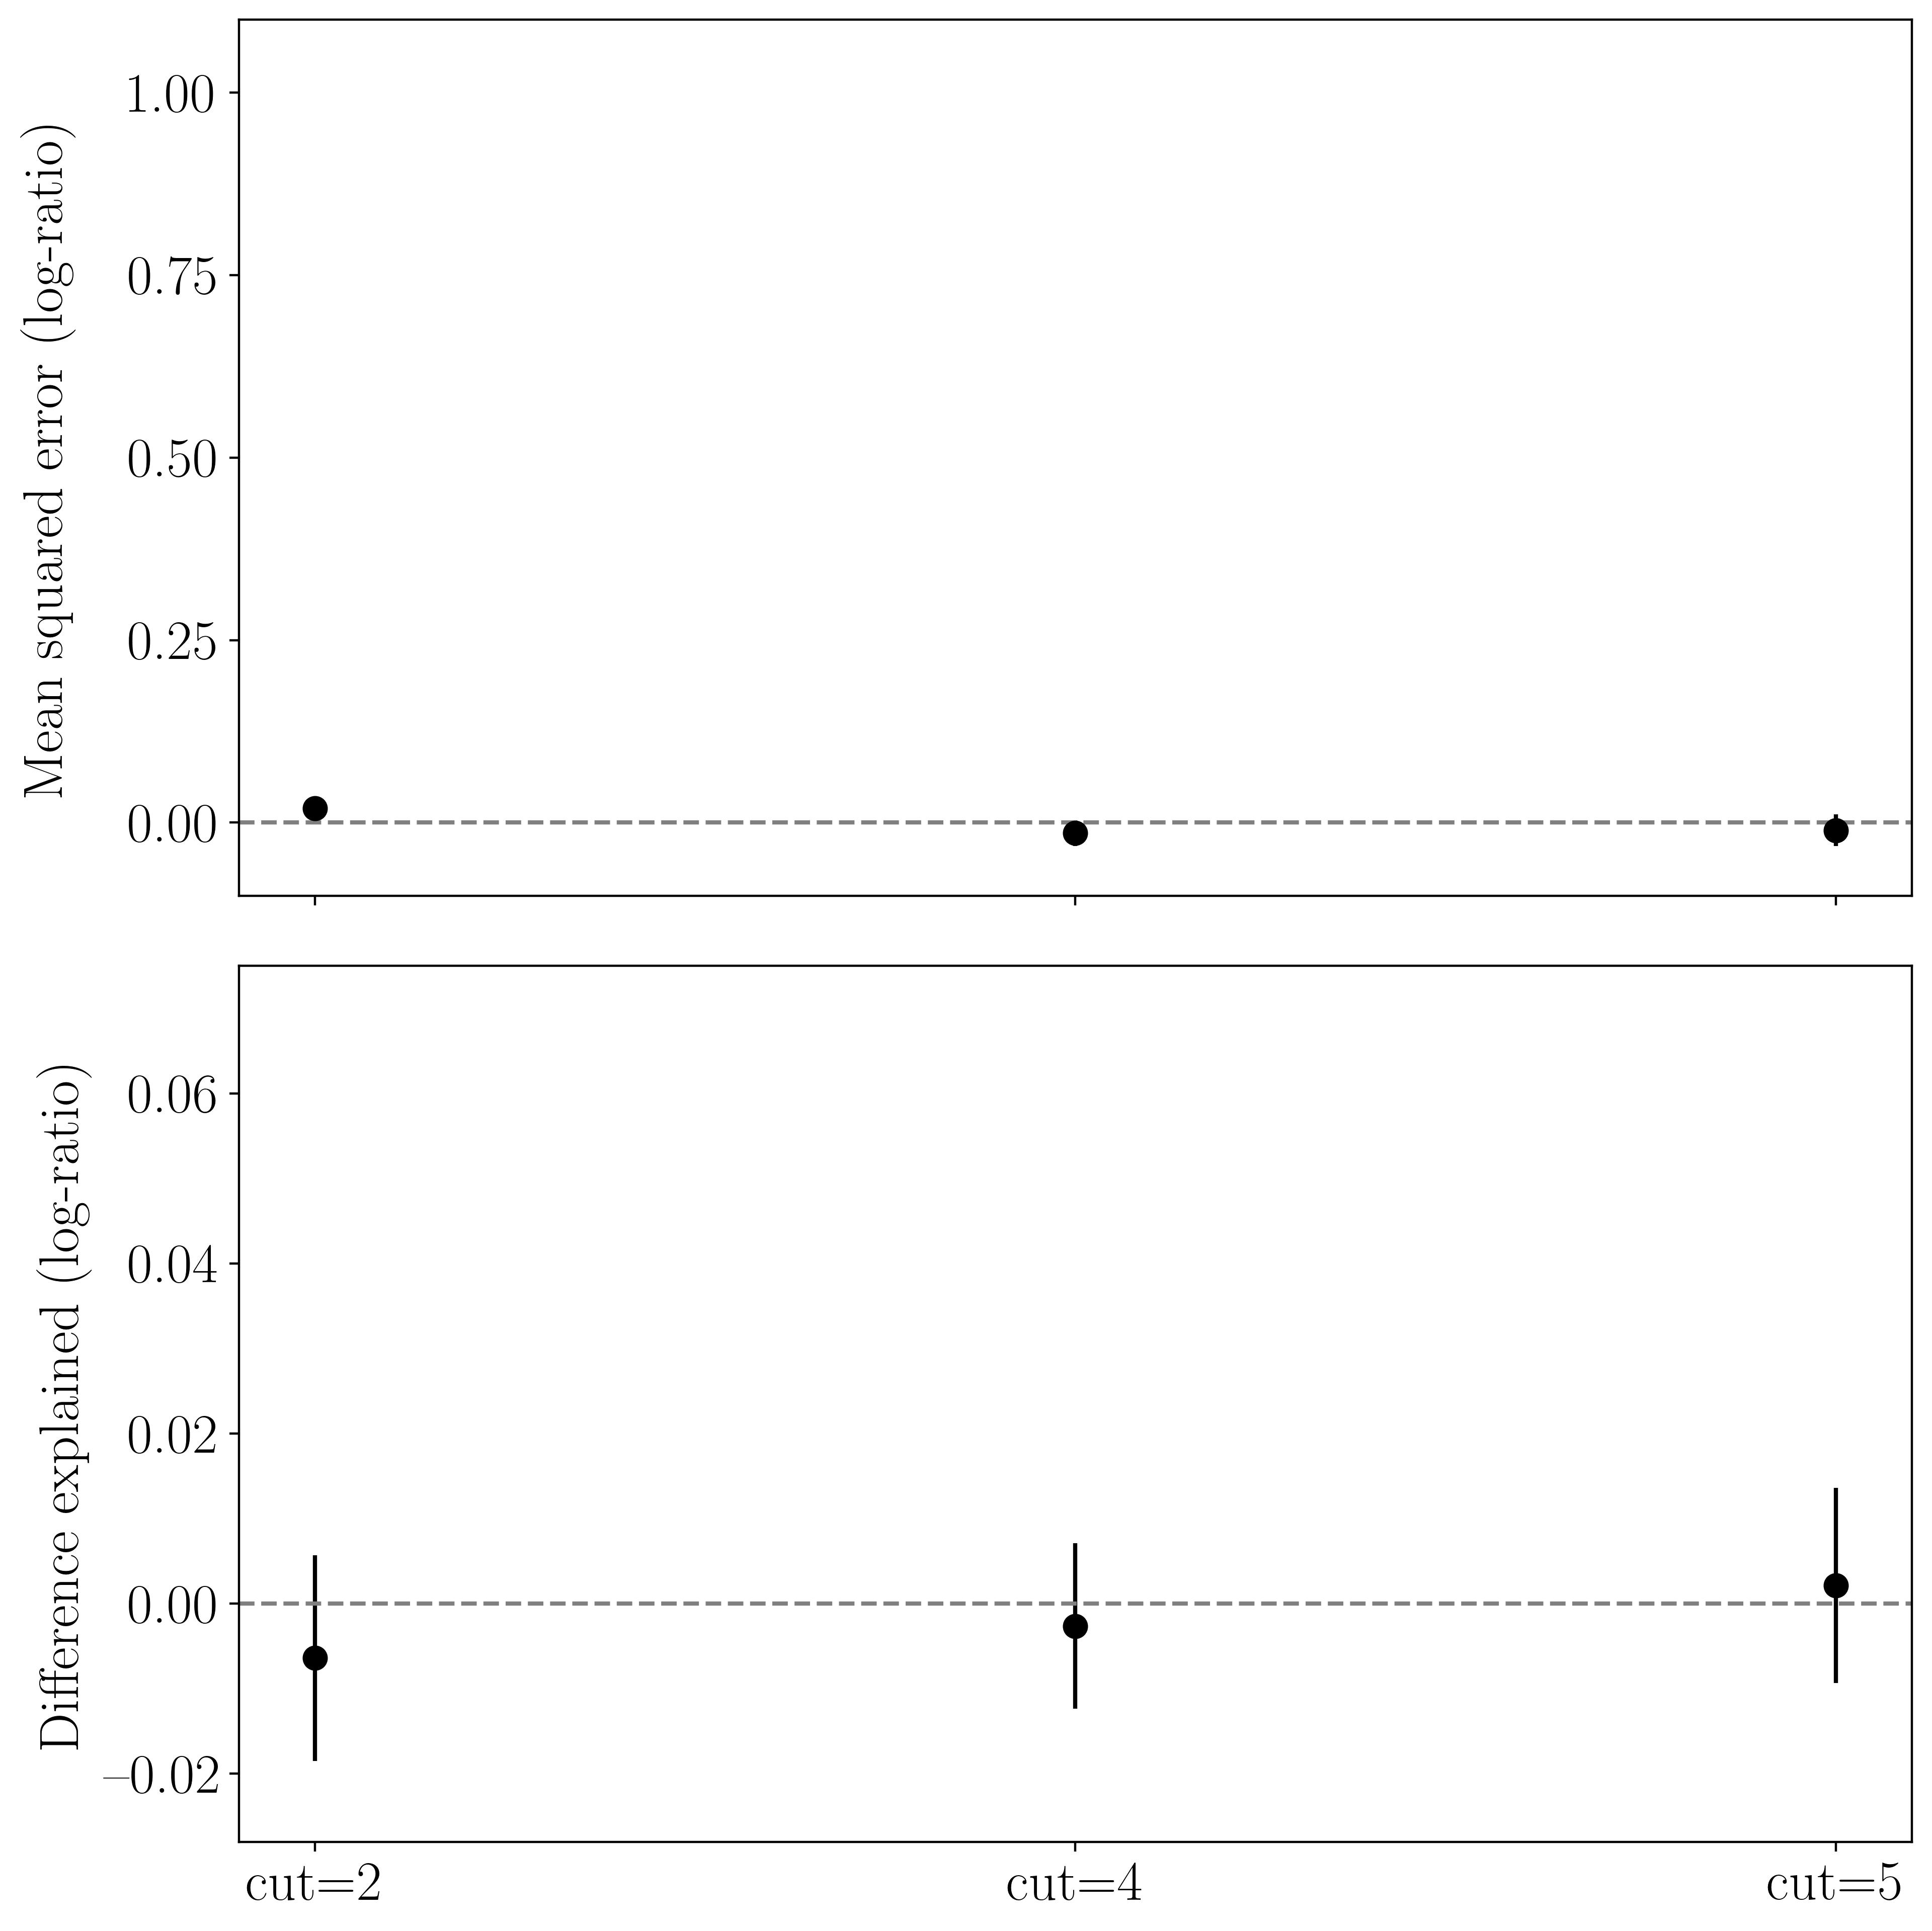 Mean squared error (log-ratio)
1.00
0.75
0.50
0.25
0.00
Difference explained (log-ratio)
0.06
0.04
0.02
0.00
−0.02
cut=2
cut=4
cut=5